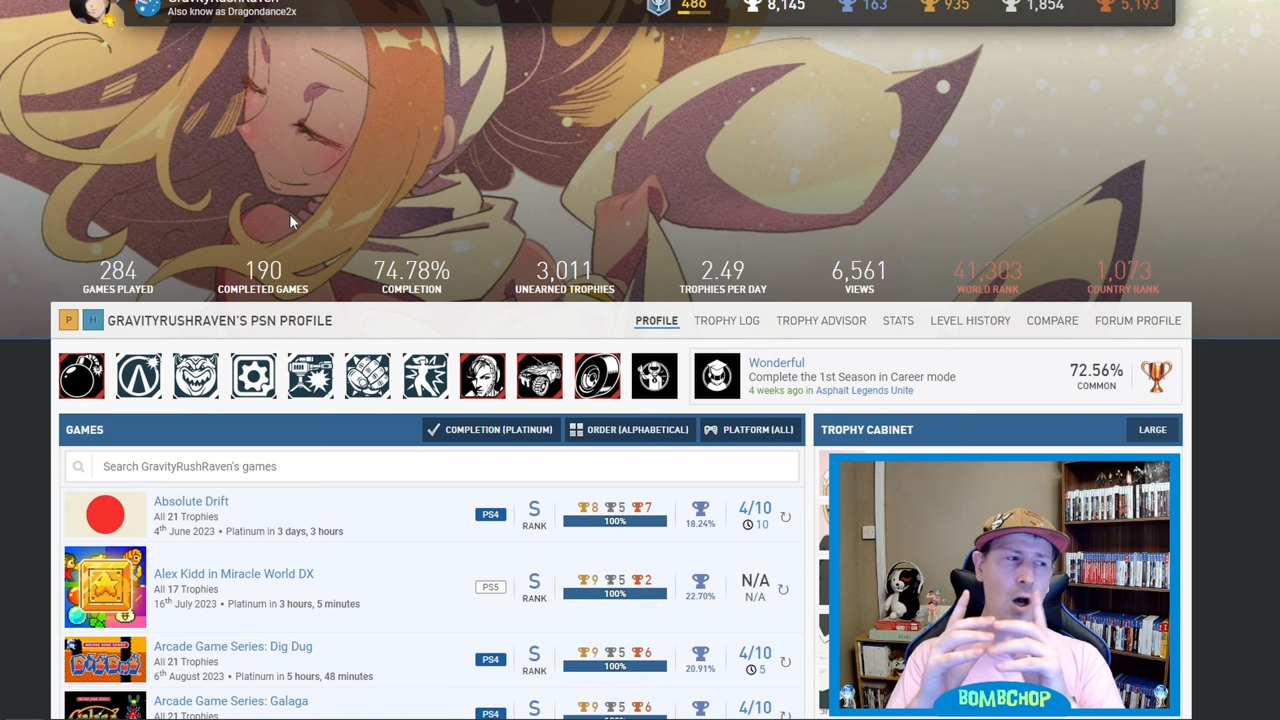 Also known as Dragondance2x
486
8,145
163
935
1,854
5,193
284
GAMES PLAYED
190
COMPLETED GAMES
74.78%
COMPLETION
3,011
UNEARNED TROPHIES
2.49
TROPHIES PER DAY
6,561
VIEWS
41,303
WORLD RANK
1,073
COUNTRY RANK
P H GRAVITYRUSHRAVEN'S PSN PROFILE
PROFILE TROPHY LOG TROPHY ADVISOR STATS LEVEL HISTORY COMPARE FORUM PROFILE
Wonderful
Complete the 1st Season in Career mode
4 weeks ago in Asphalt Legends Unite
72.56%
COMMON
GAMES
COMPLETION (PLATINUM)
ORDER (ALPHABETICAL)
PLATFORM (ALL)
TROPHY CABINET
LARGE
Search GravityRushRaven's games
Absolute Drift
All 21 Trophies
4th June 2023 • Platinum in 3 days, 3 hours
PS4
S
RANK
8 5 7
100%
18.24%
4/10
10
Alex Kidd in Miracle World DX
All 17 Trophies
16th July 2023 • Platinum in 3 hours, 5 minutes
PS5
S
RANK
9 5 2
100%
22.70%
N/A
N/A
Arcade Game Series: Dig Dug
All 21 Trophies
6th August 2023 • Platinum in 5 hours, 48 minutes
PS4
S
RANK
9 5 6
100%
20.91%
4/10
5
Arcade Game Series: Galaga
All 21 Trophies
PS4
S
9 5 6
100%
4/10
BOMBCHOP